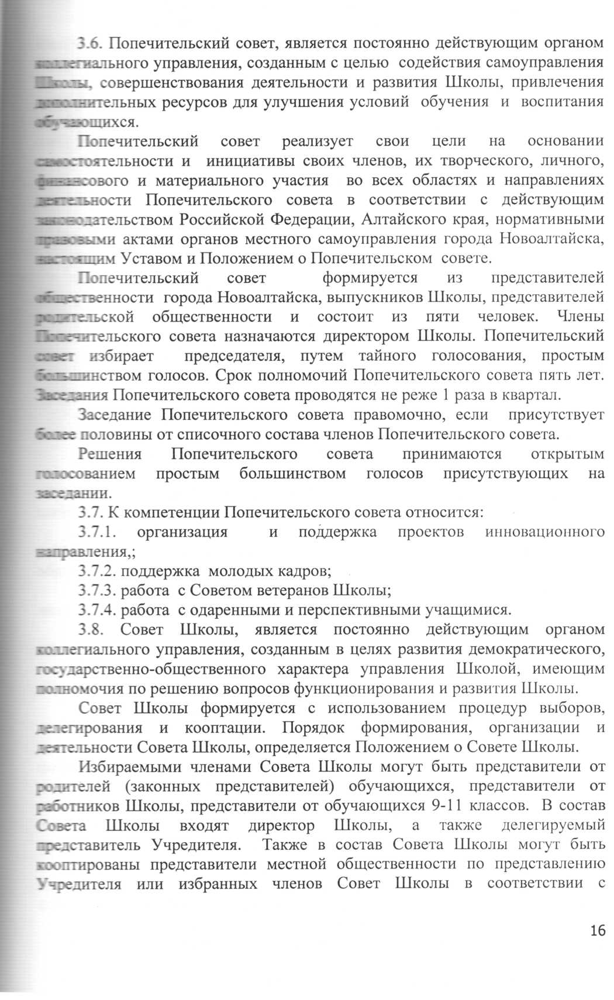 3.6. Попечительский совет, является постоянно действующим органом
коллегиального управления, созданным с целью содействия самоуправления
Школы, совершенствования деятельности и развития Школы, привлечения
дополнительных ресурсов для улучшения условий обучения и воспитания
обучающихся.
Попечительский совет реализует свои цели на основании
самостоятельности и инициативы своих членов, их творческого, личного,
финансового и материального участия во всех областях и направлениях
деятельности Попечительского совета в соответствии с действующим
законодательством Российской Федерации, Алтайского края, нормативными
правовыми актами органов местного самоуправления города Новоалтайска,
настоящим Уставом и Положением о Попечительском совете.
Попечительский совет формируется из представителей
общественности города Новоалтайска, выпускников Школы, представителей
родительской общественности и состоит из пяти человек. Члены
Попечительского совета назначаются директором Школы. Попечительский
совет избирает председателя, путем тайного голосования, простым
большинством голосов. Срок полномочий Попечительского совета пять лет.
Заседания Попечительского совета проводятся не реже 1 раза в квартал.
Заседание Попечительского совета правомочно, если присутствует
более половины от списочного состава членов Попечительского совета.
Решения Попечительского совета принимаются открытым
голосованием простым большинством голосов присутствующих на
заседании.
3.7. К компетенции Попечительского совета относится:
3.7.1. организация и поддержка проектов инновационного
направления,;
3.7.2. поддержка молодых кадров;
3.7.3. работа с Советом ветеранов Школы;
3.7.4. работа с одаренными и перспективными учащимися.
3.8. Совет Школы, является постоянно действующим органом
коллегиального управления, созданным в целях развития демократического,
государственно-общественного характера управления Школой, имеющим
полномочия по решению вопросов функционирования и развития Школы.
Совет Школы формируется с использованием процедур выборов,
делегирования и кооптации. Порядок формирования, организации и
деятельности Совета Школы, определяется Положением о Совете Школы.
Избираемыми членами Совета Школы могут быть представители от
родителей (законных представителей) обучающихся, представители от
работников Школы, представители от обучающихся 9-11 классов. В состав
Совета Школы входят директор Школы, а также делегируемый
представитель Учредителя. Также в состав Совета Школы могут быть
кооптированы представители местной общественности по представлению
Учредителя или избранных членов Совет Школы в соответствии с
16